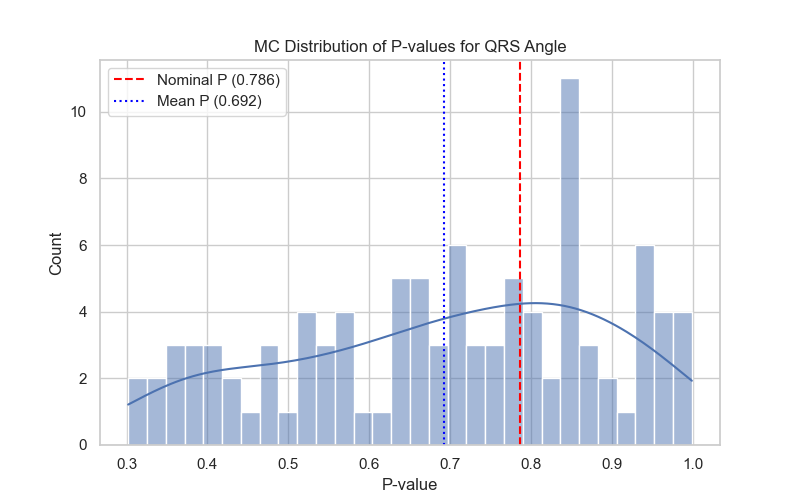 MC Distribution of P-values for QRS Angle
Nominal P (0.786)
Mean P (0.692)
Count
10
8
6
4
2
0
0.3 0.4 0.5 0.6 0.7 0.8 0.9 1.0
P-value